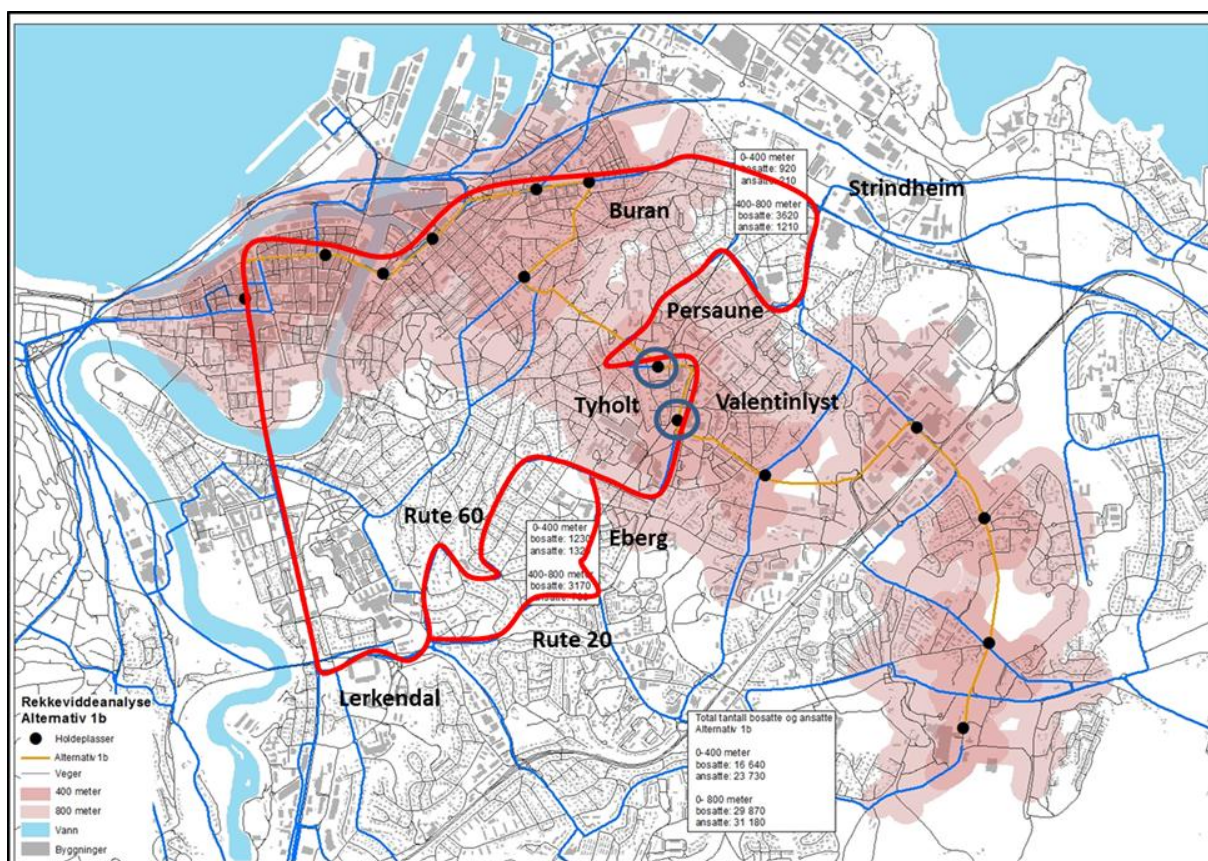 0-400 meter
bosatte: 920
ansatte: 210
400-800 meter
bosatte: 3620
ansatte: 1210
Strindheim
Buran
Persaune
Tyholt
Valentinlyst
Rute 60
0-400 meter
bosatte: 1230
ansatte: 132
400-800 meter
bosatte: 3170
Eberg
Rute 20
Lerkendal
Rekkeviddeanalyse
Alternativ 1b
Holdeplasser
Alternativ 1b
Veger
400 meter
800 meter
Vann
Byggninger
Total tantall bosatte og ansatte
Alternativ 1b
0-400 meter
bosatte: 16 640
ansatte: 23 730
0- 800 meter
bosatte: 29 870
ansatte: 31 180